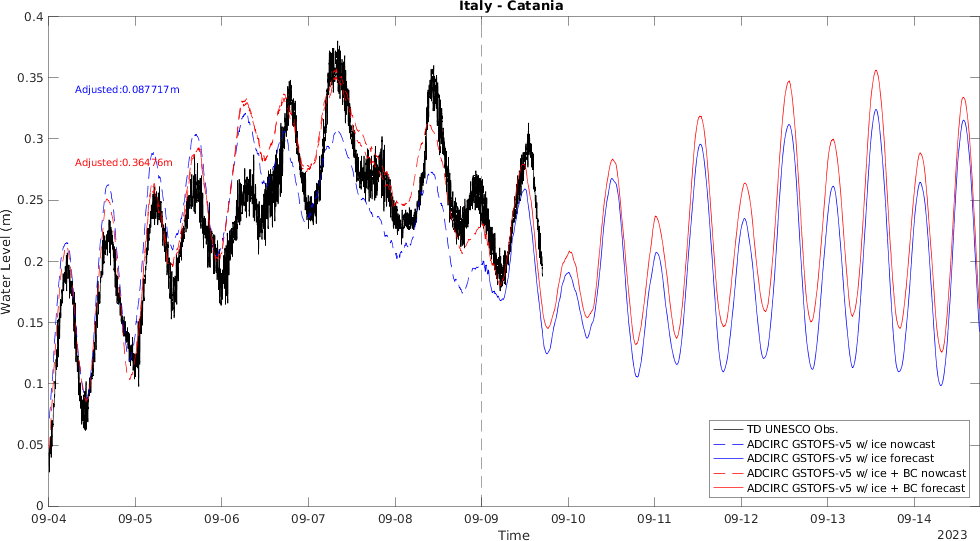 Italy - Catania
0.4
0.35
0.3
0.25
0.2
0.15
0.1
0.05
0
Water Level (m)
Adjusted:0.087717m
Adjusted:0.36476m
TD UNESCO Obs.
ADCIRC GSTOFS-v5 w/ ice nowcast
ADCIRC GSTOFS-v5 w/ ice forecast
ADCIRC GSTOFS-v5 w/ ice + BC nowcast
ADCIRC GSTOFS-v5 w/ ice + BC forecast
09-04 09-05 09-06 09-07 09-08 09-09 09-10 09-11 09-12 09-13 09-14
Time
2023